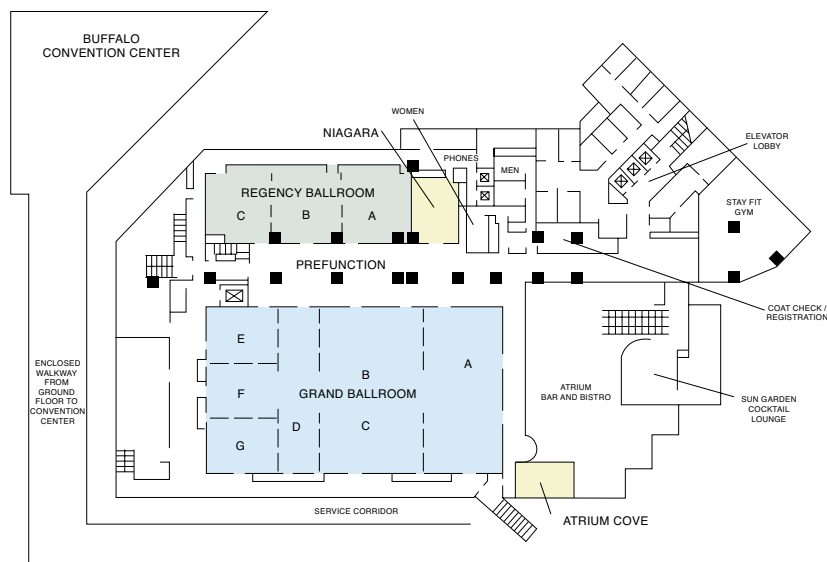 BUFFALO
CONVENTION CENTER
WOMEN
NIAGARA
PHONES
MEN
ELEVATOR
LOBBY
REGENCY BALLROOM
C
B
A
STAY FIT
GYM
PREFUNCTION
COAT CHECK /
REGISTRATION
E
B
A
F
GRAND BALLROOM
D
C
G
ATRIUM
BAR AND BISTRO
ENCLOSED
WALKWAY
FROM
GROUND
FLOOR TO
CONVENTION
CENTER
SUN GARDEN
COCKTAIL
LOUNGE
SERVICE CORRIDOR
ATRIUM COVE